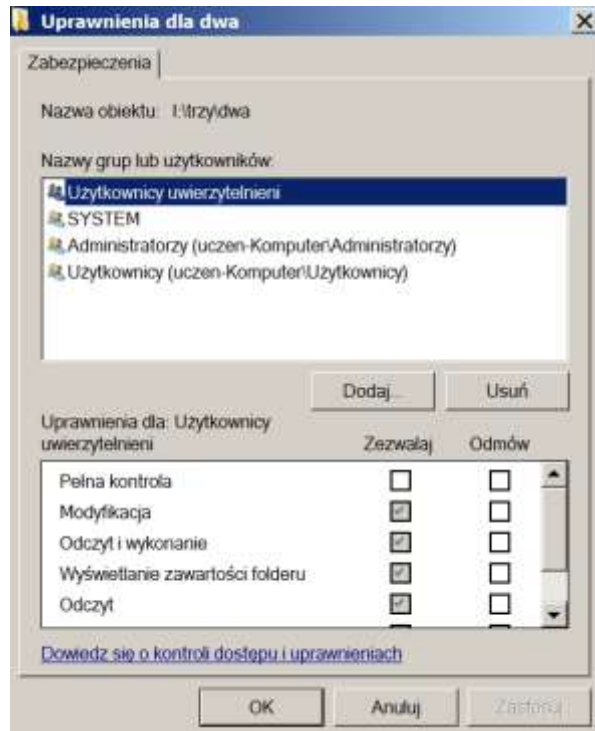 Uprawnienia dla dwa
Zabezpieczenia
Nazwa obiektu: I:\trzy\dwa
Nazwy grup lub użytkowników:
Użytkownicy uwierzytelnieni
SYSTEM
Administratorzy (uczen-Komputer\Administratorzy)
Użytkownicy (uczen-Komputer\Użytkownicy)
Dodaj... Usuń
Uprawnienia dla: Użytkownicy
uwierzytelnieni Zezwalaj Odmów
Pełna kontrola
Modyfikacja
Odczyt i wykonanie
Wyświetlanie zawartości folderu
Odczyt
Dowiedz się o kontroli dostępu i uprawnieniach
OK Anuluj Zastosuj